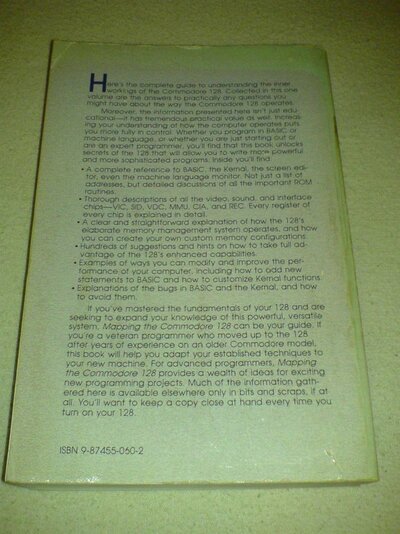 Here's the complete guide to understanding the inner
workings of the Commodore 128. Collected in this one
volume are the answers to practically any questions you
might have about the way the Commodore 128 operates.
Moreover, the information presented here isn't just edu-
cational—it has tremendous practical value as well. Increas-
ing your understanding of how the computer operates puts
you more fully in control. Whether you program in BASIC or
machine language, or whether you are just starting out or
are an expert programmer, you'll find that this book unlocks
secrets of the 128 that will allow you to write more powerful
and more sophisticated programs. Inside you'll find:
• A complete reference to BASIC, the Kernal, the screen edi-
tor, even the machine language monitor. Not just a list of
addresses, but detailed discussions of all the important ROM
routines.
• Thorough descriptions of all the video, sound, and interface
chips—VIC, SID, VDC, MMU, CIA, and REC. Every register of
every chip is explained in detail.
• A clear and straightforward explanation of how the 128's
elaborate memory management system operates, and how
you can create your own custom memory configurations.
• Hundreds of suggestions and hints on how to take full ad-
vantage of the 128's enhanced capabilities.
• Examples of ways you can modify and improve the per-
formance of your computer, including how to add new
statements to BASIC and how to customize Kernal functions.
• Explanations of the bugs in BASIC and the Kernal, and how
to avoid them.
If you've mastered the fundamentals of your 128 and are
seeking to expand your knowledge of this powerful, versatile
system, Mapping the Commodore 128 can be your guide. If
you're a veteran programmer who moved up to the 128
after years of experience on an older Commodore model,
this book will help you adapt your established techniques to
your new machine. For advanced programmers, Mapping
the Commodore 128 provides a wealth of ideas for exciting
new programming projects. Much of the information gath-
ered here is available elsewhere only in bits and scraps, if at
all. You'll want to keep a copy close at hand every time you
turn on your 128.
ISBN 9-87455-060-2